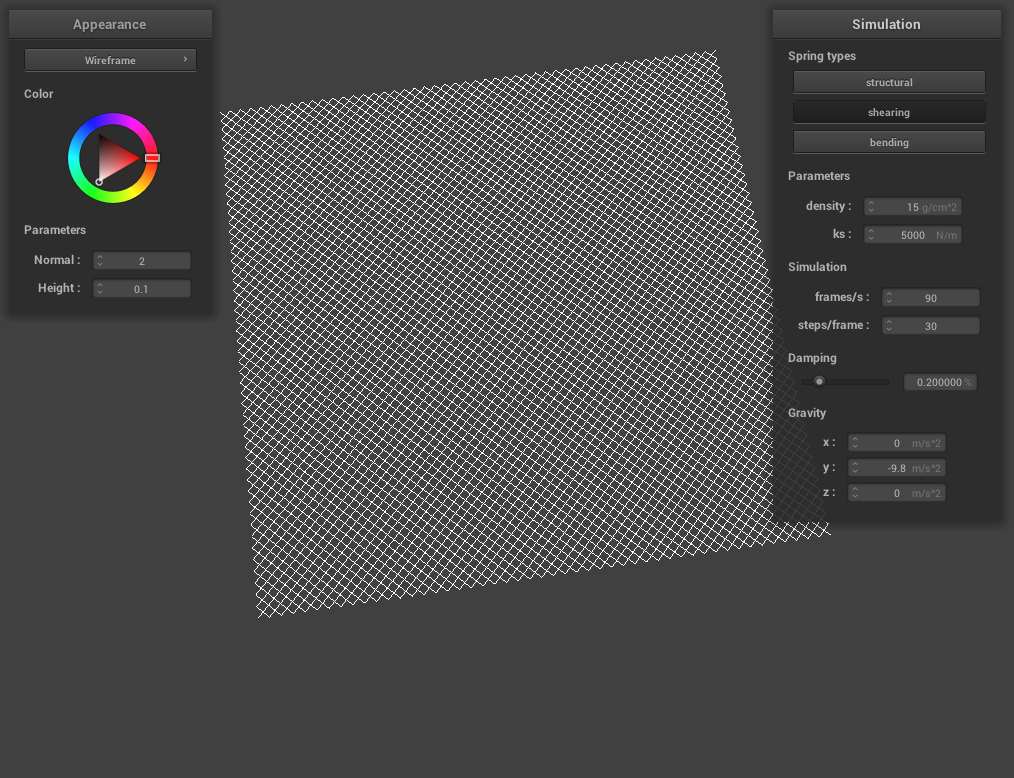 Appearance
Wireframe
Color
Parameters
Normal : 2
Height : 0.1
Simulation
Spring types
structural
shearing
bending
Parameters
density : 15 g/cm^2
ks : 5000 N/m
Simulation
frames/s : 90
steps/frame : 30
Damping
0.200000 %
Gravity
x : 0 m/s^2
y : -9.8 m/s^2
z : 0 m/s^2